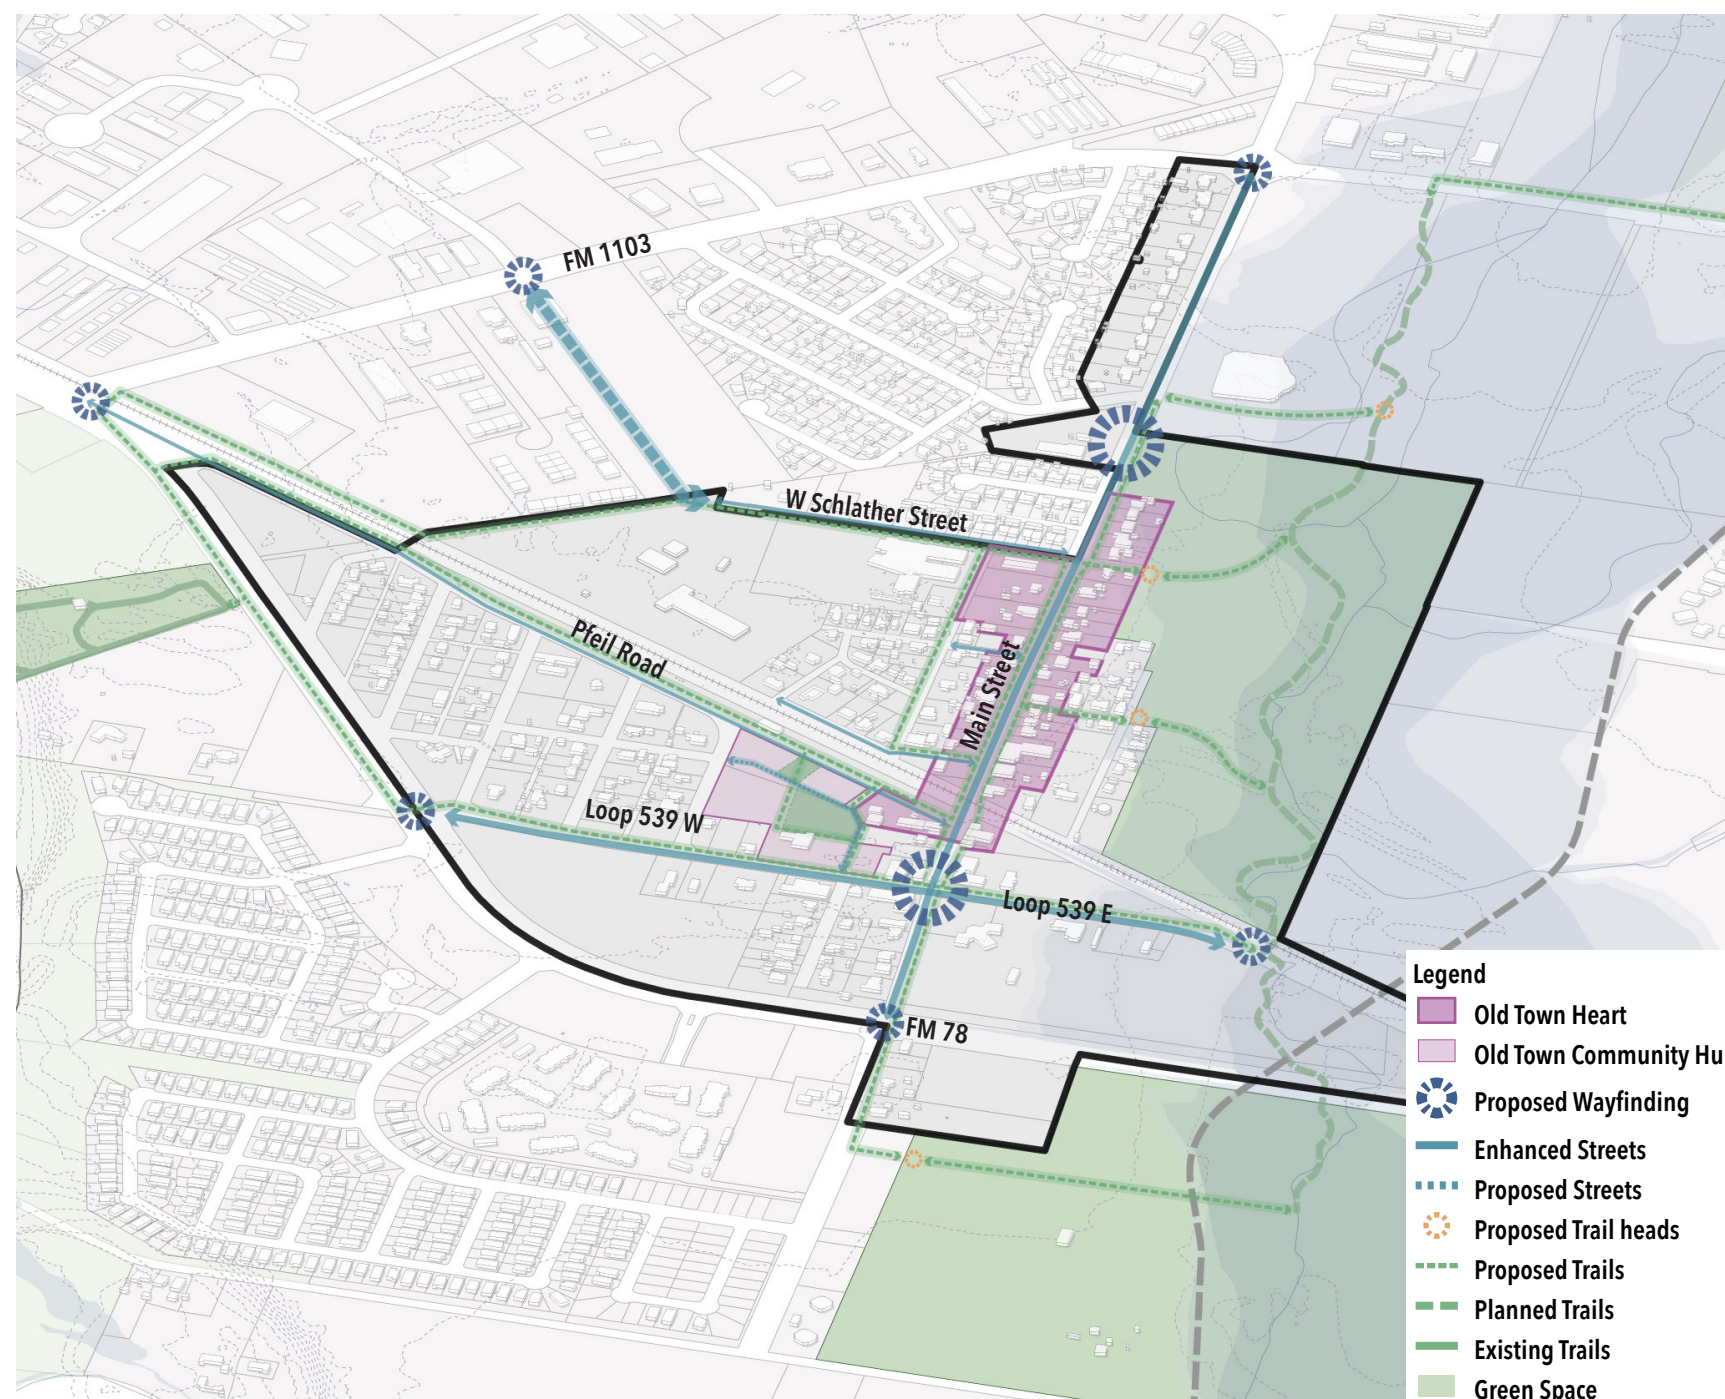 FM 1103
W Schlather Street
Pfeil Road
Main Street
Loop 539 W
Loop 539 E
FM 78
Legend
Old Town Heart
Old Town Community Hu
Proposed Wayfinding
Enhanced Streets
Proposed Streets
Proposed Trail heads
Proposed Trails
Planned Trails
Existing Trails
Green Space